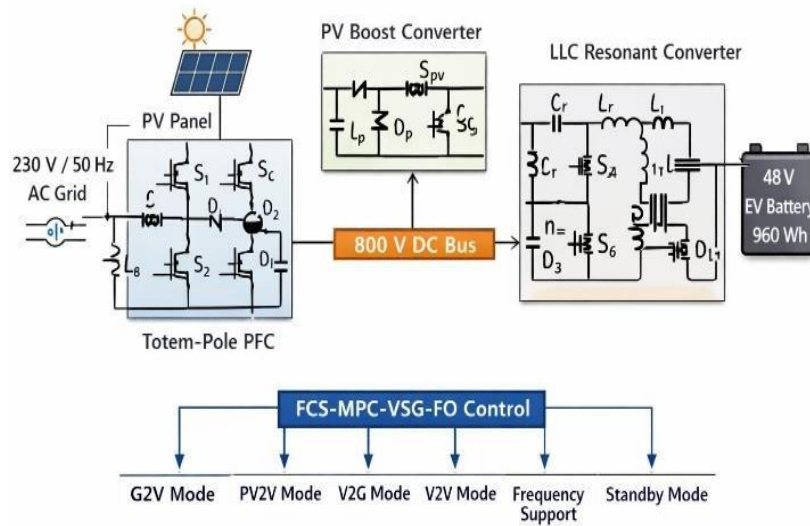 PV Boost Converter
LLC Resonant Converter
PV Panel
230 V / 50 Hz
AC Grid
S1
SC
D
D2
S2
D1
L8
Totem-Pole PFC
Spv
Lp
Dp
800 V DC Bus
Cr
Lr
L1
Cr
n=
D3
S6
48 V
EV Battery
960 Wh
FCS-MPC-VSG-FO Control
G2V Mode
PV2V Mode
V2G Mode
V2V Mode
Frequency
Support
Standby Mode